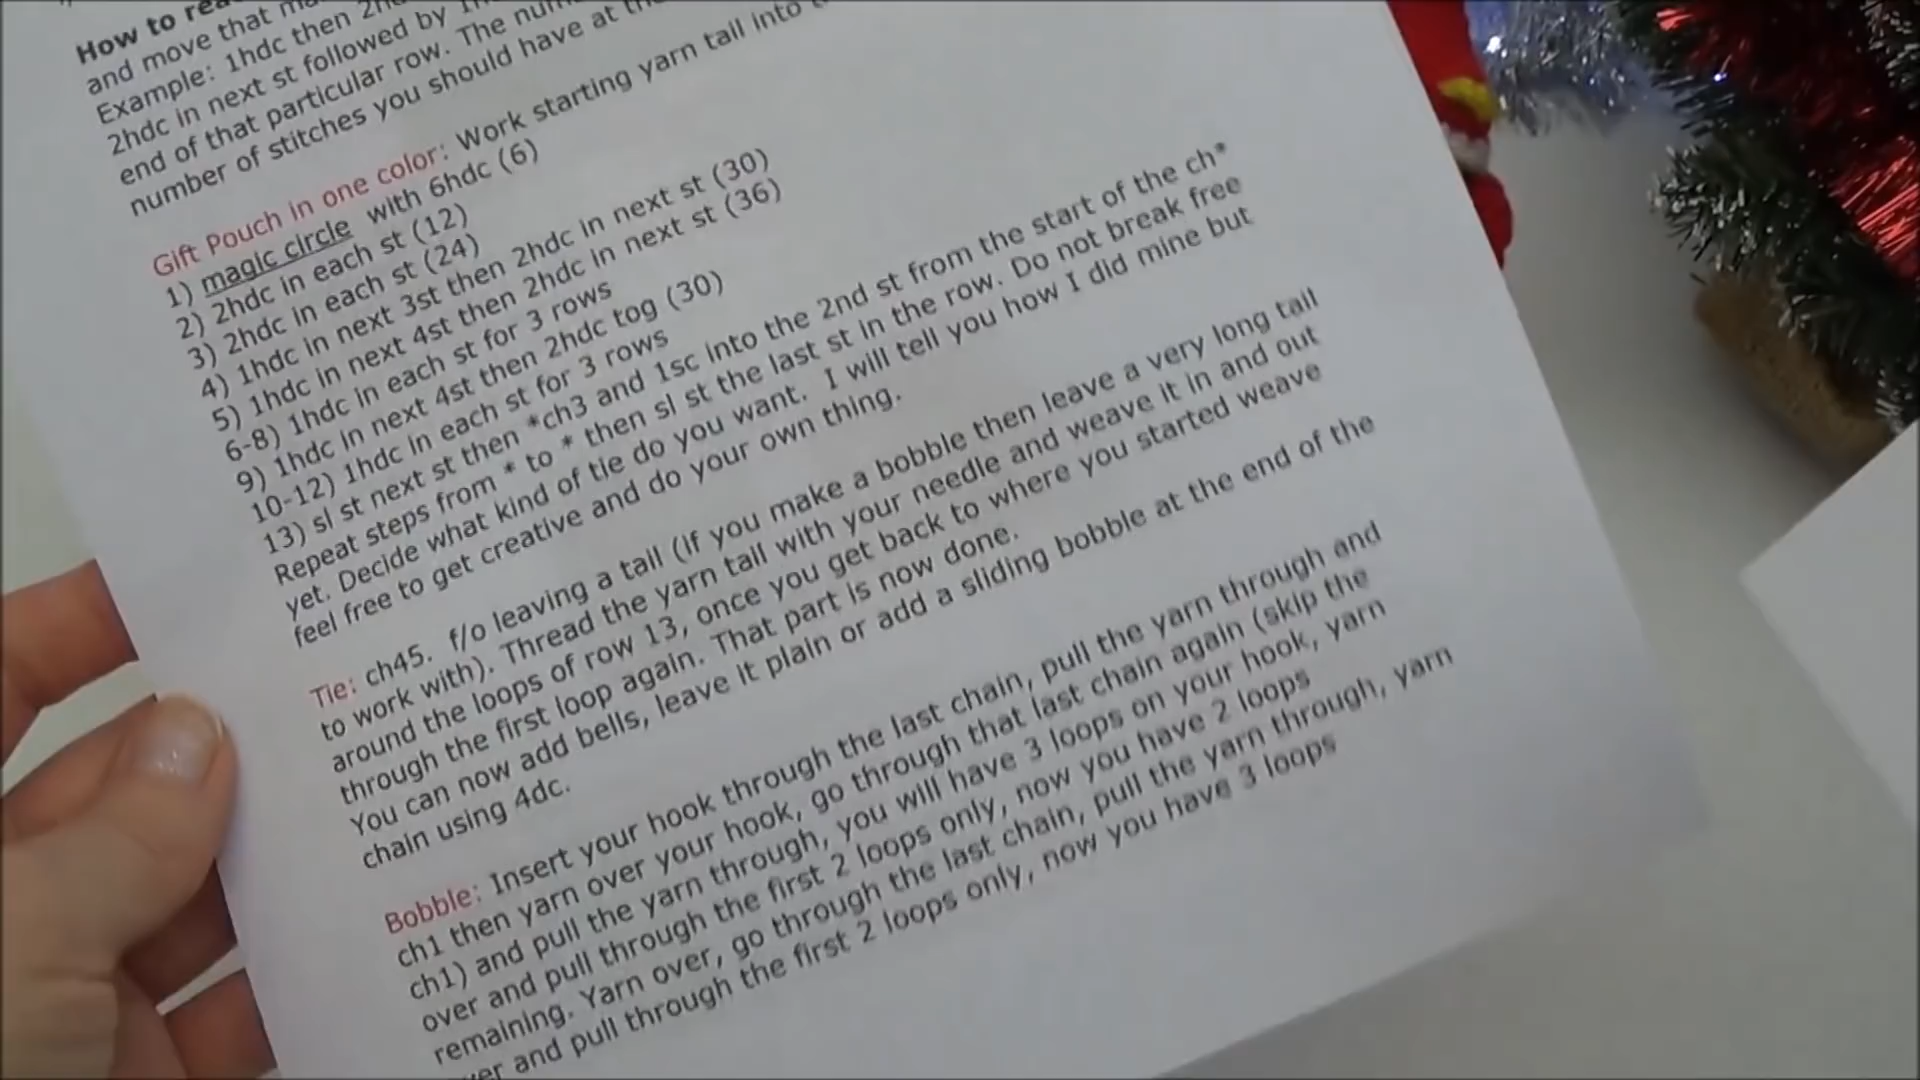 How to rea
and move that ma
Example: 1hdc then 2h
2hdc in next st followed by 1h
end of that particular row. The num
number of stitches you should have at the
Gift Pouch in one color: Work starting yarn tail into
1) magic circle with 6hdc (6)
2) 2hdc in each st (12)
3) 2hdc in each st (24)
4) 1hdc in next 3st then 2hdc in next st (30)
5) 1hdc in next 4st then 2hdc in next st (36)
6-8) 1hdc in each st for 3 rows
9) 1hdc in next 4st then 2hdc tog (30)
10-12) 1hdc in each st for 3 rows
13) sl st next st then *ch3 and 1sc into the 2nd st from the start of the ch*
Repeat steps from * to * then sl st the last st in the row. Do not break free
yet. Decide what kind of tie do you want. I will tell you how I did mine but
feel free to get creative and do your own thing.
Tie: ch45. f/o leaving a tail (if you make a bobble then leave a very long tail
to work with). Thread the yarn tail with your needle and weave it in and out
around the loops of row 13, once you get back to where you started weave
through the first loop again. That part is now done.
You can now add bells, leave it plain or add a sliding bobble at the end of the
chain using 4dc.
Bobble: Insert your hook through the last chain, pull the yarn through and
ch1 then yarn over your hook, go through that last chain again (skip the
ch1) and pull the yarn through, you will have 3 loops on your hook, yarn
over and pull through the first 2 loops only, now you have 2 loops
remaining. Yarn over, go through the last chain, pull the yarn through, yarn
ver and pull through the first 2 loops only, now you have 3 loops